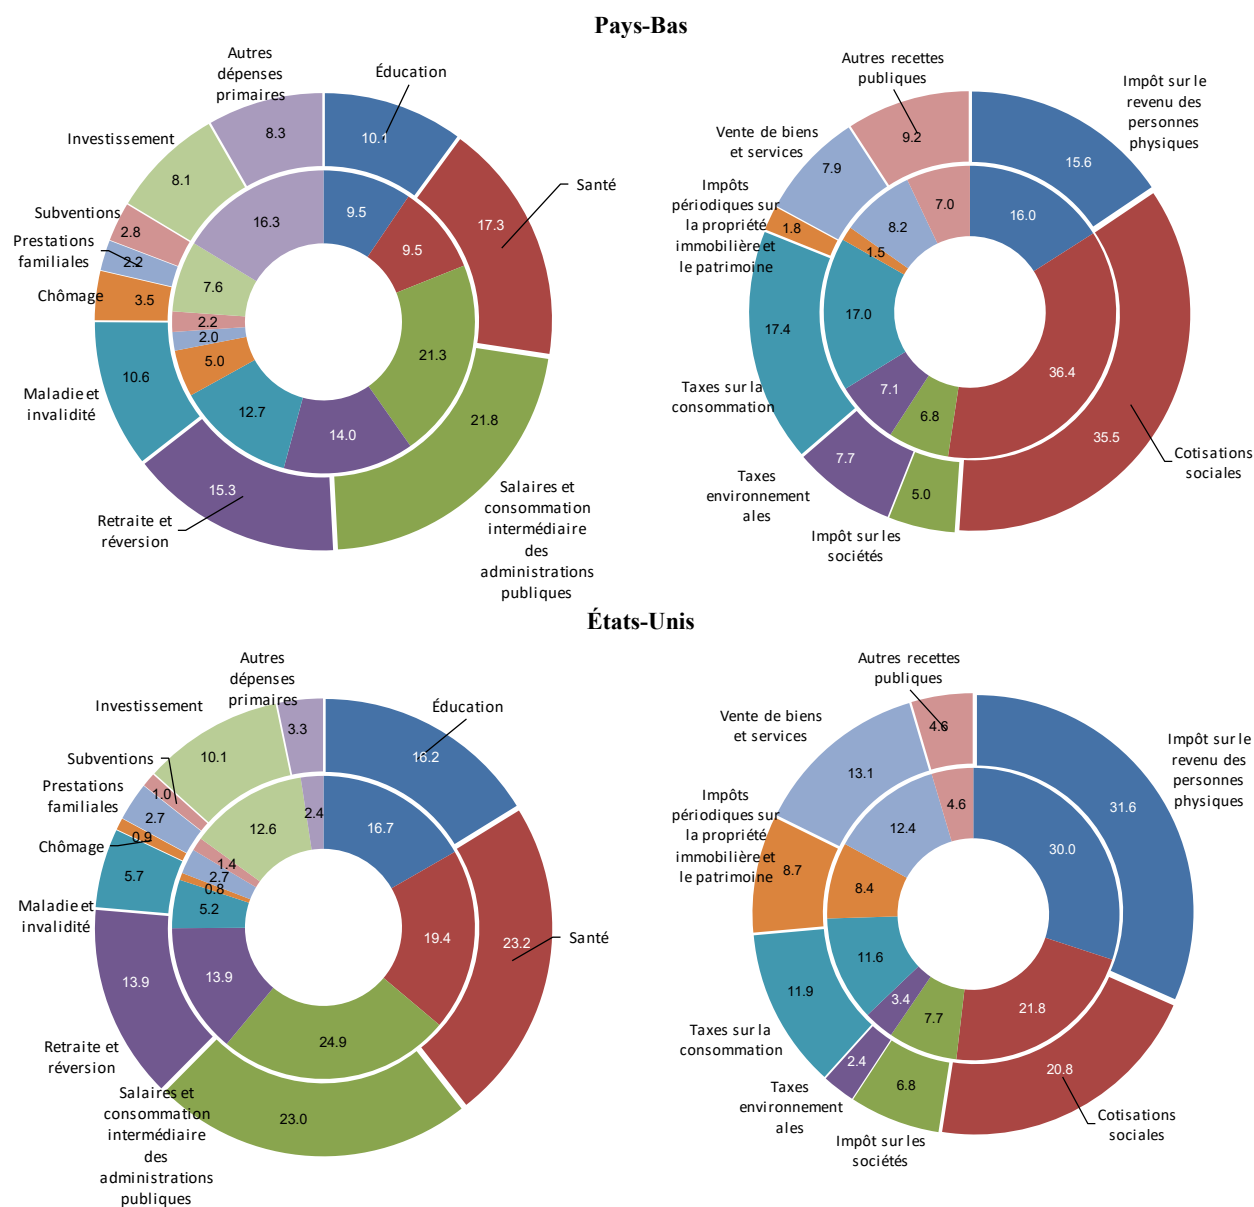 Pays-Bas
Autres
dépenses
primaires
Éducation
Santé
Salaires et
consommation
intermédiaire
des
administrations
publiques
Retraite et
réversion
Maladie et
invalidité
Chômage
Prestations
familiales
Subventions
Investissement
10.1
17.3
21.8
15.3
10.6
3.5
2.2
2.8
8.1
8.3
9.5
9.5
21.3
14.0
12.7
5.0
2.0
2.2
7.6
16.3
Autres recettes
publiques
Impôt sur le
revenu des
personnes
physiques
Cotisations
sociales
Impôt sur les
sociétés
Taxes
environnement
ales
Taxes sur la
consommation
Impôts
périodiques sur
la propriété
immobilière et
le patrimoine
Vente de biens
et services
15.6
35.5
5.0
7.7
17.4
1.8
7.9
9.2
16.0
36.4
6.8
7.1
17.0
1.5
8.2
7.0
États-Unis
Autres
dépenses
primaires
Éducation
Santé
Salaires et
consommation
intermédiaire
des
administrations
publiques
Retraite et
réversion
Maladie et
invalidité
Chômage
Prestations
familiales
Subventions
Investissement
16.2
23.2
23.0
13.9
5.7
0.9
2.7
1.0
10.1
3.3
16.7
19.4
24.9
13.9
5.2
0.8
2.7
1.4
12.6
2.4
Autres recettes
publiques
Impôt sur le
revenu des
personnes
physiques
Cotisations
sociales
Impôt sur les
sociétés
Taxes
environnement
ales
Taxes sur la
consommation
Impôts
périodiques sur
la propriété
immobilière et
le patrimoine
Vente de biens
et services
31.6
20.8
6.8
2.4
11.9
8.7
13.1
4.6
30.0
21.8
7.7
3.4
11.6
8.4
12.4
4.6